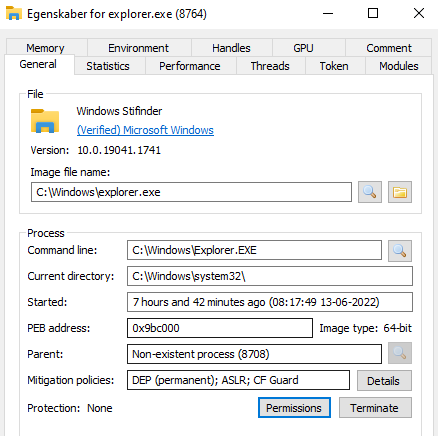 Egenskaber for explorer.exe (8764)
Memory Environment Handles GPU Comment
General Statistics Performance Threads Token Modules
File
Windows Stifinder
(Verified) Microsoft Windows
Version: 10.0.19041.1741
Image file name:
C:\Windows\explorer.exe
Process
Command line: C:\Windows\Explorer.EXE
Current directory: C:\Windows\system32\
Started: 7 hours and 42 minutes ago (08:17:49 13-06-2022)
PEB address: 0x9bc000 Image type: 64-bit
Parent: Non-existent process (8708)
Mitigation policies: DEP (permanent); ASLR; CF Guard Details
Protection: None Permissions Terminate